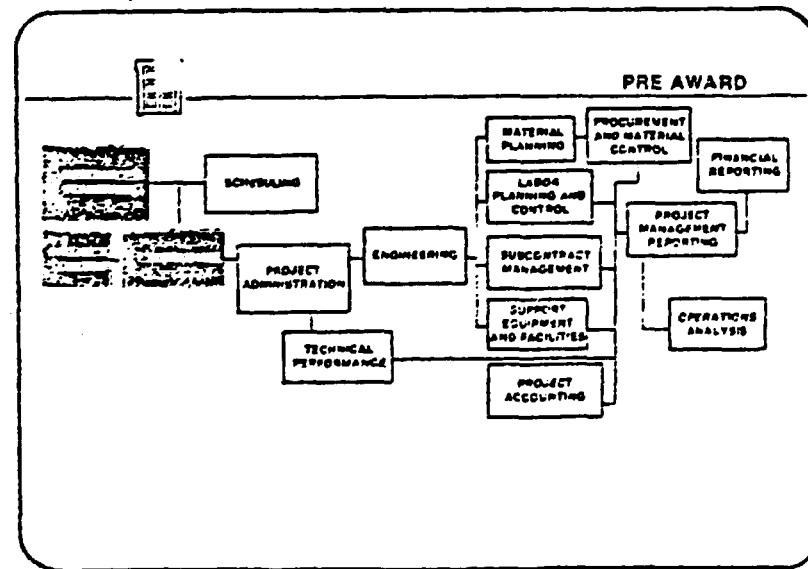 PRE AWARD
SCHEDULING
PROJECT
ADMINISTRATION
TECHNICAL
PERFORMANCE
ENGINEERING
MATERIAL
PLANNING
LABOR
PLANNING AND
CONTROL
SUBCONTRACT
MANAGEMENT
SUPPORT
EQUIPMENT
AND FACILITIES
PROJECT
ACCOUNTING
PROCUREMENT
AND MATERIAL
CONTROL
PROJECT
MANAGEMENT
REPORTING
FINANCIAL
REPORTING
OPERATIONS
ANALYSIS